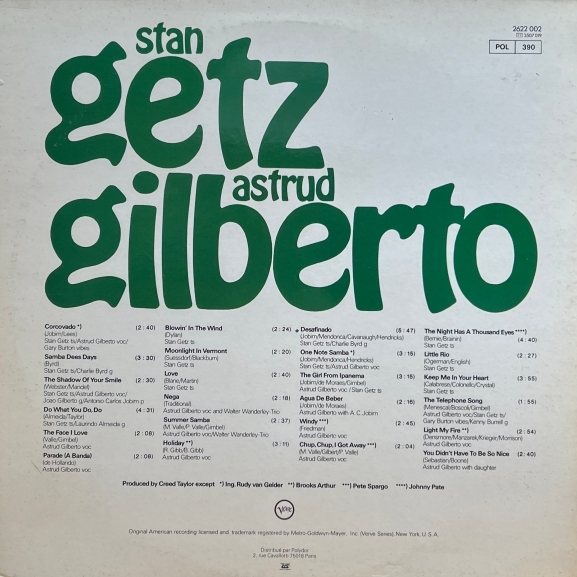 stan
getz
astrud
gilberto
2622 002
POL 390
Corcovado *) (2:40)
(Jobim/Lees)
Stan Getz ts/Astrud Gilberto voc/
Gary Burton vibes
Samba Dees Days (3:30)
(Byrd)
Stan Getz ts/Charlie Byrd g
The Shadow Of Your Smile (2:30)
(Webster/Mandel)
Stan Getz ts/Astrud Gilberto voc/
Joao Gilberto g/Antonio Carlos Jobim p
Do What You Do, Do (4:31)
(Almeida/Taylor)
Stan Getz ts/Laurindo Almeida g
The Face I Love (2:08)
(Valle/Gimbel)
Astrud Gilberto voc
Parade (A Banda) (2:08)
(de Hollando)
Astrud Gilberto voc
Blowin' In The Wind (2:24)
(Dylan)
Stan Getz ts
Moonlight In Vermont (2:20)
(Suessdorf/Blackburn)
Stan Getz ts
Love (2:40)
(Blane/Martin)
Stan Getz ts
Nega (2:18)
(Traditional)
Astrud Gilberto voc and Walter Wanderley-Trio
Summer Samba (2:37)
(M. Valle/P. Valle/Gimbel)
Astrud Gilberto voc/Walter Wanderley-Trio
Holiday **) (3:11)
(R. Gibb/B. Gibb)
Astrud Gilberto voc
Desafinado (5:47)
(Jobim/Mendonca/Cavanaugh/Hendricks)
Stan Getz ts/Charlie Byrd g
One Note Samba *) (3:15)
(Jobim/Mendonca/Hendricks)
Stan Getz ts/Astrud Gilberto voc
The Girl From Ipanema (3:15)
(Jobim/de Moraes/Gimbel)
Astrud Gilberto voc / Stan Getz ts
Agua De Beber (2:16)
(Jobim/de Moraes)
Astrud Gilberto with A.C.Jobim
Windy ***) (2:45)
(Friedman)
Astrud Gilberto voc
Chup, Chup, I Got Away ***) (2:04)
(M. Valle/Gilbert/P. Valle)
Astrud Gilberto voc
The Night Has A Thousand Eyes ****)
(Bernie/Brainin) (4:40)
Stan Getz ts
Little Rio (2:27)
(Ogerman/English)
Stan Getz ts
Keep Me In Your Heart (3:55)
(Calabrese/Colonello/Crystal)
Stan Getz ts
The Telephone Song (1:55)
(Menescal/Boscoli/Gimbel)
Astrud Gilberto voc/Stan Getz ts/
Gary Burton vibes/Kenny Burrell g
Light My Fire **) (2:54)
(Densmore/Manzarek/Krieger/Morrison)
Astrud Gilberto voc
You Didn't Have To Be So Nice (2:40)
(Sebastian/Boone)
Astrud Gilberto with daughter
Produced by Creed Taylor except *) Ing. Rudy van Gelder **) Brooks Arthur ***) Pete Spargo ****) Johnny Pate
Verve
Original American recording licensed and trademark registered by Metro-Goldwyn-Mayer, Inc. (Verve Series), New York, U.S.A.
Distribué par Polydor
2, rue Cavallotti 75018 Paris